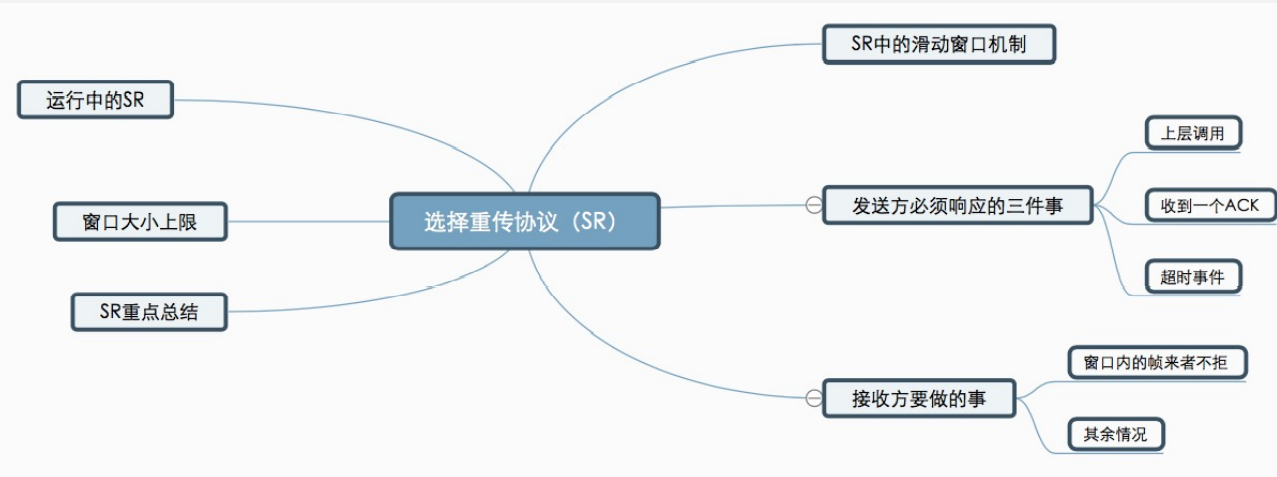 选择重传协议（SR）
SR中的滑动窗口机制
发送方必须响应的三件事
上层调用
收到一个ACK
超时事件
接收方要做的事
窗口内的帧来者不拒
其余情况
运行中的SR
窗口大小上限
SR重点总结